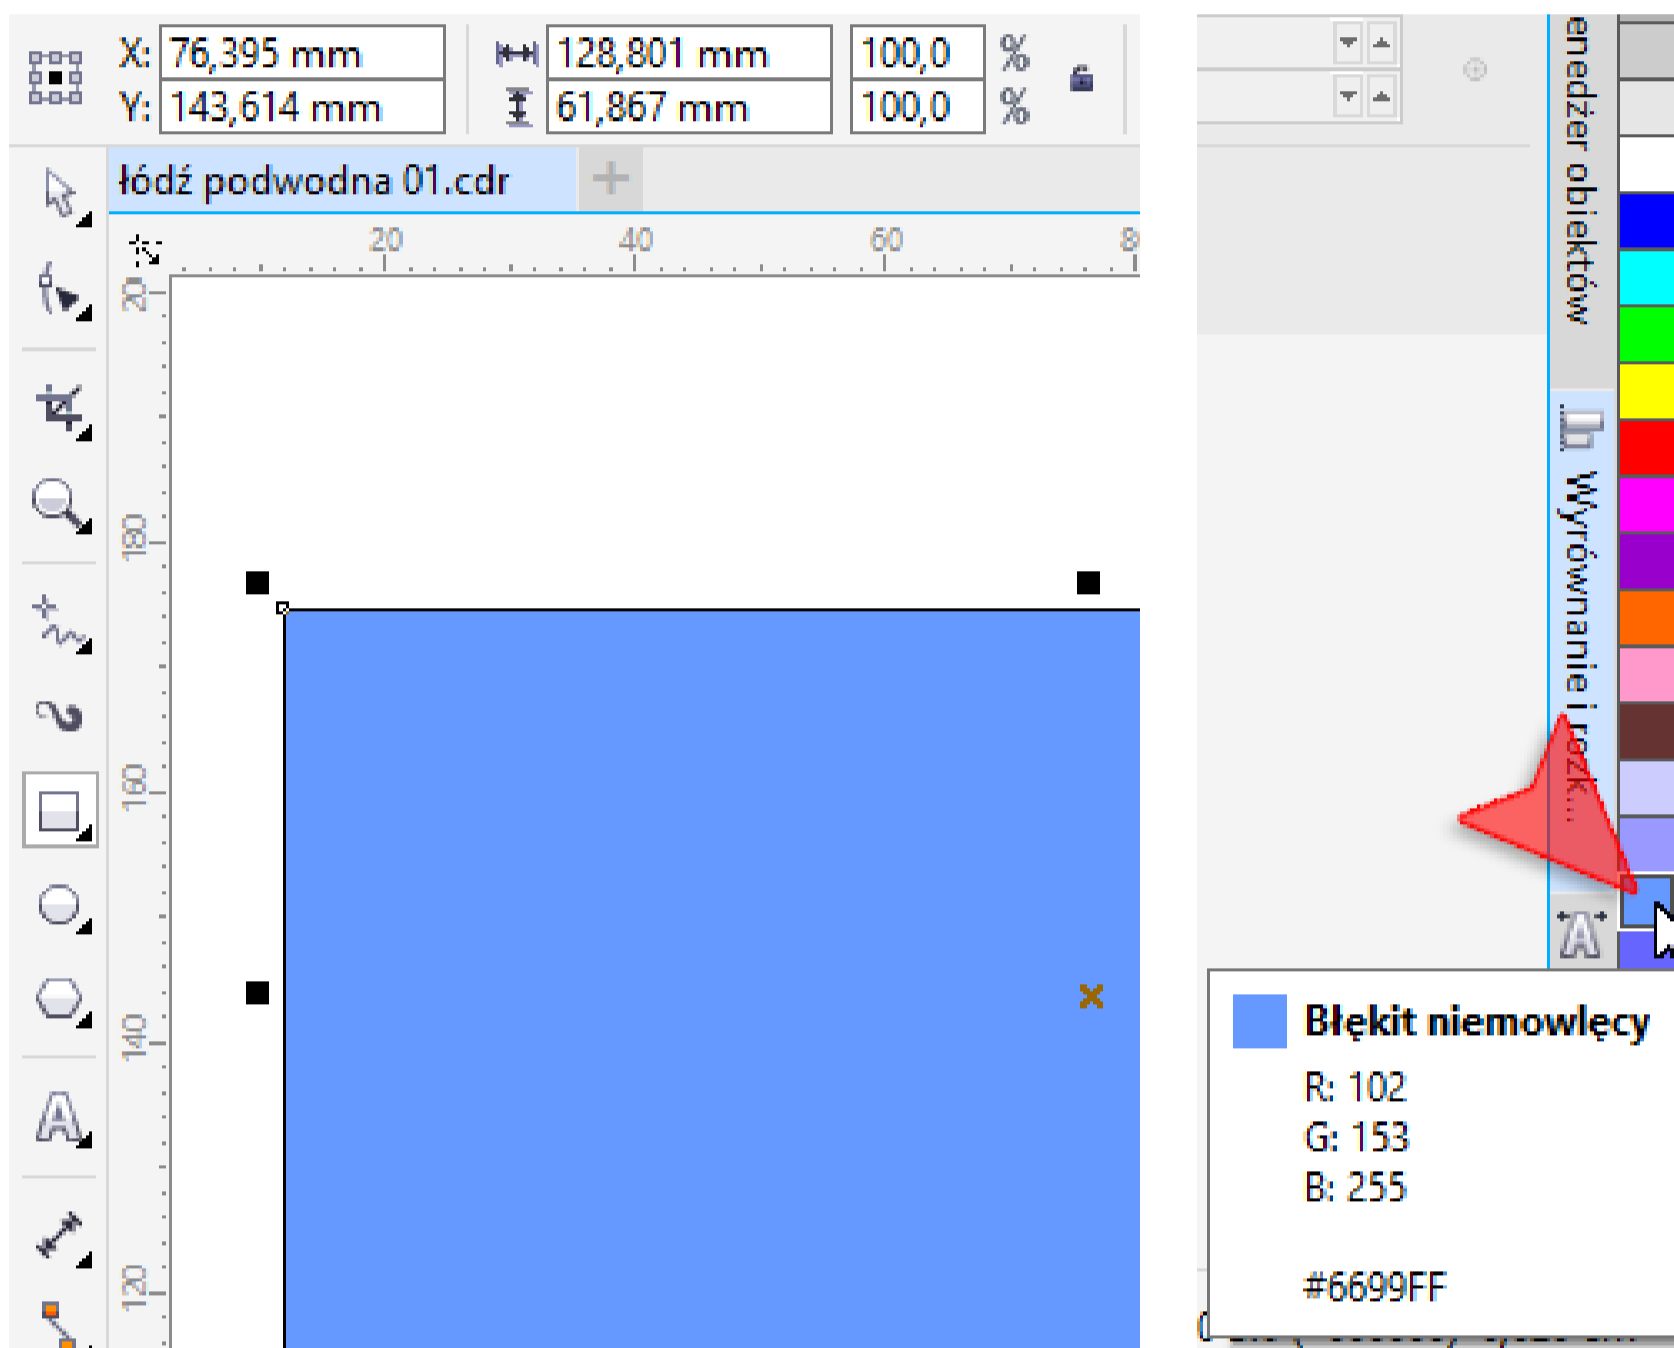 X: 76,395 mm 128,801 mm 100,0 %
Y: 143,614 mm 61,867 mm 100,0 %
łódź podwodna 01.cdr
20 40 60
180
160
140
120
enedżer obiektów
Wyrównanie i rozk...
Błękit niemowlęcy
R: 102
G: 153
B: 255
#6699FF